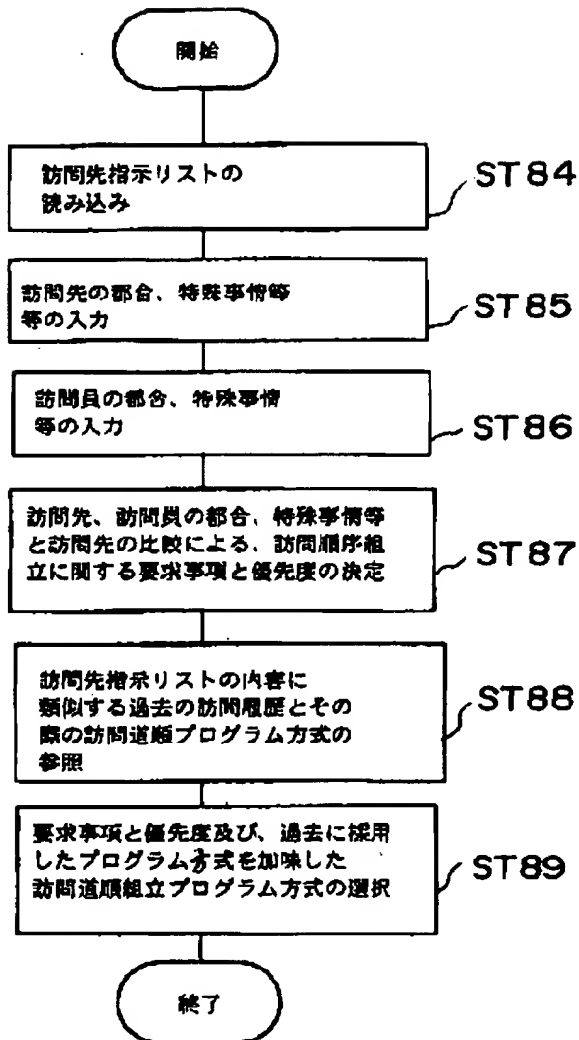 開始
訪問先指示リストの
読み込み
ST84
訪問先の都合、特殊事情等
等の入力
ST85
訪問員の都合、特殊事情
等の入力
ST86
訪問先、訪問員の都合、特殊事情等
と訪問先の比較による、訪問順序組
立に関する要求事項と優先度の決定
ST87
訪問先指示リストの内容に
類似する過去の訪問履歴とその
際の訪問道順プログラム方式の
参照
ST88
要求事項と優先度及び、過去に採用
したプログラム方式を加味した
訪問道順組立プログラム方式の選択
ST89
終了